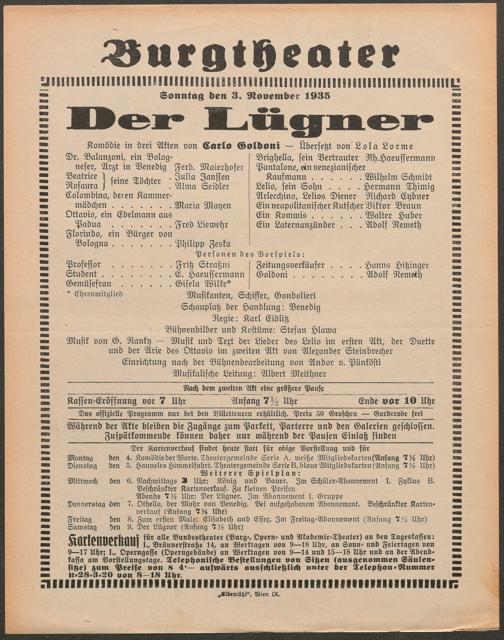 Burgtheater
Sonntag den 3. November 1935
Der Lügner
Komödie in drei Akten von Carlo Goldoni — Übersetzt von Lola Lorme
Dr. Balanzoni, ein Bolog-
neser, Arzt in Venedig Ferd. Maierhofer
Beatrice } seine Töchter . Julia Janssen
Rosaura } . Alma Seidler
Colombina, deren Kammer-
mädchen . . . . . . . . Maria Mayen
Ottavio, ein Edelmann aus
Padua . . . . . . . . . Fred Liewehr
Florindo, ein Bürger von
Bologna . . . . . . . . Philipp Zeska
Brighella, sein Vertrauter Rh. Haeussermann
Pantalone, ein venezianischer
Kaufmann . . . . . . Wilhelm Schmidt
Lelio, sein Sohn . . . Hermann Thimig
Arlecchino, Lelios Diener Richard Eybner
Ein neapolitanischer Kutscher Viktor Braun
Ein Kommis . . . . . Walter Huber
Ein Laternanzünder . . Adolf Nemeth
Personen des Vorspiels:
Professor . . . . . . . . Fritz Straßni
Student . . . . . . . . . E. Haeussermann
Gemüsefrau . . . . . . Gisela Wilke*
Zeitungsverkäufer . . . . Hanns Hitzinger
Goldoni . . . . . . . . . Adolf Nemeth
* Ehrenmitglied
Musikanten, Schiffer, Gondolieri
Schauplatz der Handlung: Venedig
Regie: Karl Eidlitz
Bühnenbilder und Kostüme: Stefan Hlawa
Musik von G. Ranky — Musik und Text der Lieder des Lelio im ersten Akt, der Duette
und der Arie des Ottavio im zweiten Akt von Alexander Steinbrecher
Einrichtung nach der Bearbeitung von Andor v. Pünkösti
Musikalische Leitung: Albert Meithner
Nach dem zweiten Akt eine größere Pause
Kassen-Eröffnung vor 7 Uhr Anfang 7½ Uhr Ende vor 10 Uhr
Das offizielle Programm nur bei den Billetteuren erhältlich. Preis 50 Groschen — Garderobe frei
Während der Akte bleiben die Zugänge zum Parkett, Parterre und den Galerien geschlossen.
Zuspätkommende können daher nur während der Pausen Einlaß finden
Der Kartenverkauf findet heute statt für obige Vorstellung und für
Montag den 4. Komödie der Worte. Theatergemeinde Serie A, weiße Mitgliedskarten (Anfang 7½ Uhr)
Dienstag den 5. Hanneles Himmelfahrt. Theatergemeinde Serie B, blaue Mitgliedskarten (Anfang 7½ Uhr)
Weiterer Spielplan:
Mittwoch den 6. Nachmittags 3 Uhr: König und Bauer. Im Schüler-Abonnement I. Zyklus B.
Beschränkter Kartenverkauf. Zu kleinen Preisen
Abends 7½ Uhr: Der Lügner. Im Abonnement I. Gruppe
Donnerstag den 7. Othello, der Mohr von Venedig. Bei aufgehobenem Abonnement. Beschränkter Karten-
verkauf (Anfang 7½ Uhr)
Freitag den 8. Zum ersten Male: Elisabeth und Essex. Im Freitag-Abonnement (Anfang 7½ Uhr)
Samstag den 9. Der Lügner (Anfang 7½ Uhr)
Kartenverkauf für alle Bundestheater (Burg-, Opern- und Akademie-Theater) an den Tageskassen:
I., Bräunerstraße 14, an Werktagen von 9—18 Uhr, an Sonn- und Feiertagen von
9—17 Uhr; I., Operngasse (Operngebäude) an Werktagen von 9—14 und 15—18 Uhr und an der Abend-
kassa am Vorstellungstage. Telephonische Bestellungen von Sitzen (ausgenommen Säulen-
sitze) zum Preise von S 4·— aufwärts ausschließlich unter der Telephon-Nummer
R-28-3-20 von 8—18 Uhr.
„Elbemühl", Wien IX.